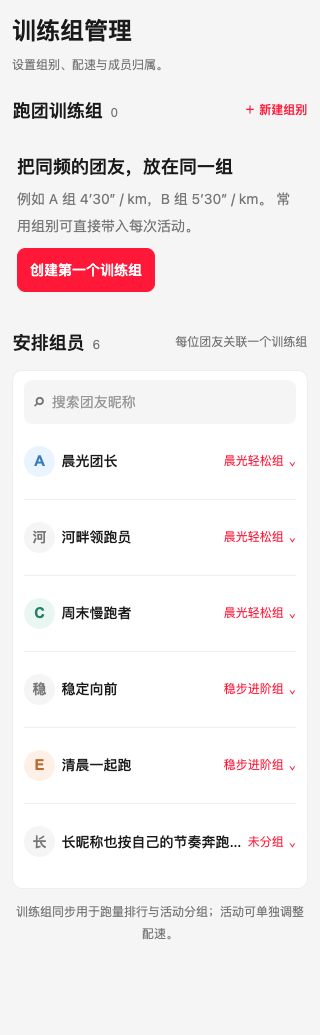 训练组管理
设置组别、配速与成员归属。
跑团训练组 0
+ 新建组别
把同频的团友，放在同一组
例如 A 组 4’30” / km，B 组 5’30” / km。 常
用组别可直接带入每次活动。
创建第一个训练组
安排组员 6
每位团友关联一个训练组
搜索团友昵称
A 晨光团长 晨光轻松组
河 河畔领跑员 晨光轻松组
C 周末慢跑者 晨光轻松组
稳 稳定向前 稳步进阶组
E 清晨一起跑 稳步进阶组
长 长昵称也按自己的节奏奔跑... 未分组
训练组同步用于跑量排行与活动分组；活动可单独调整
配速。